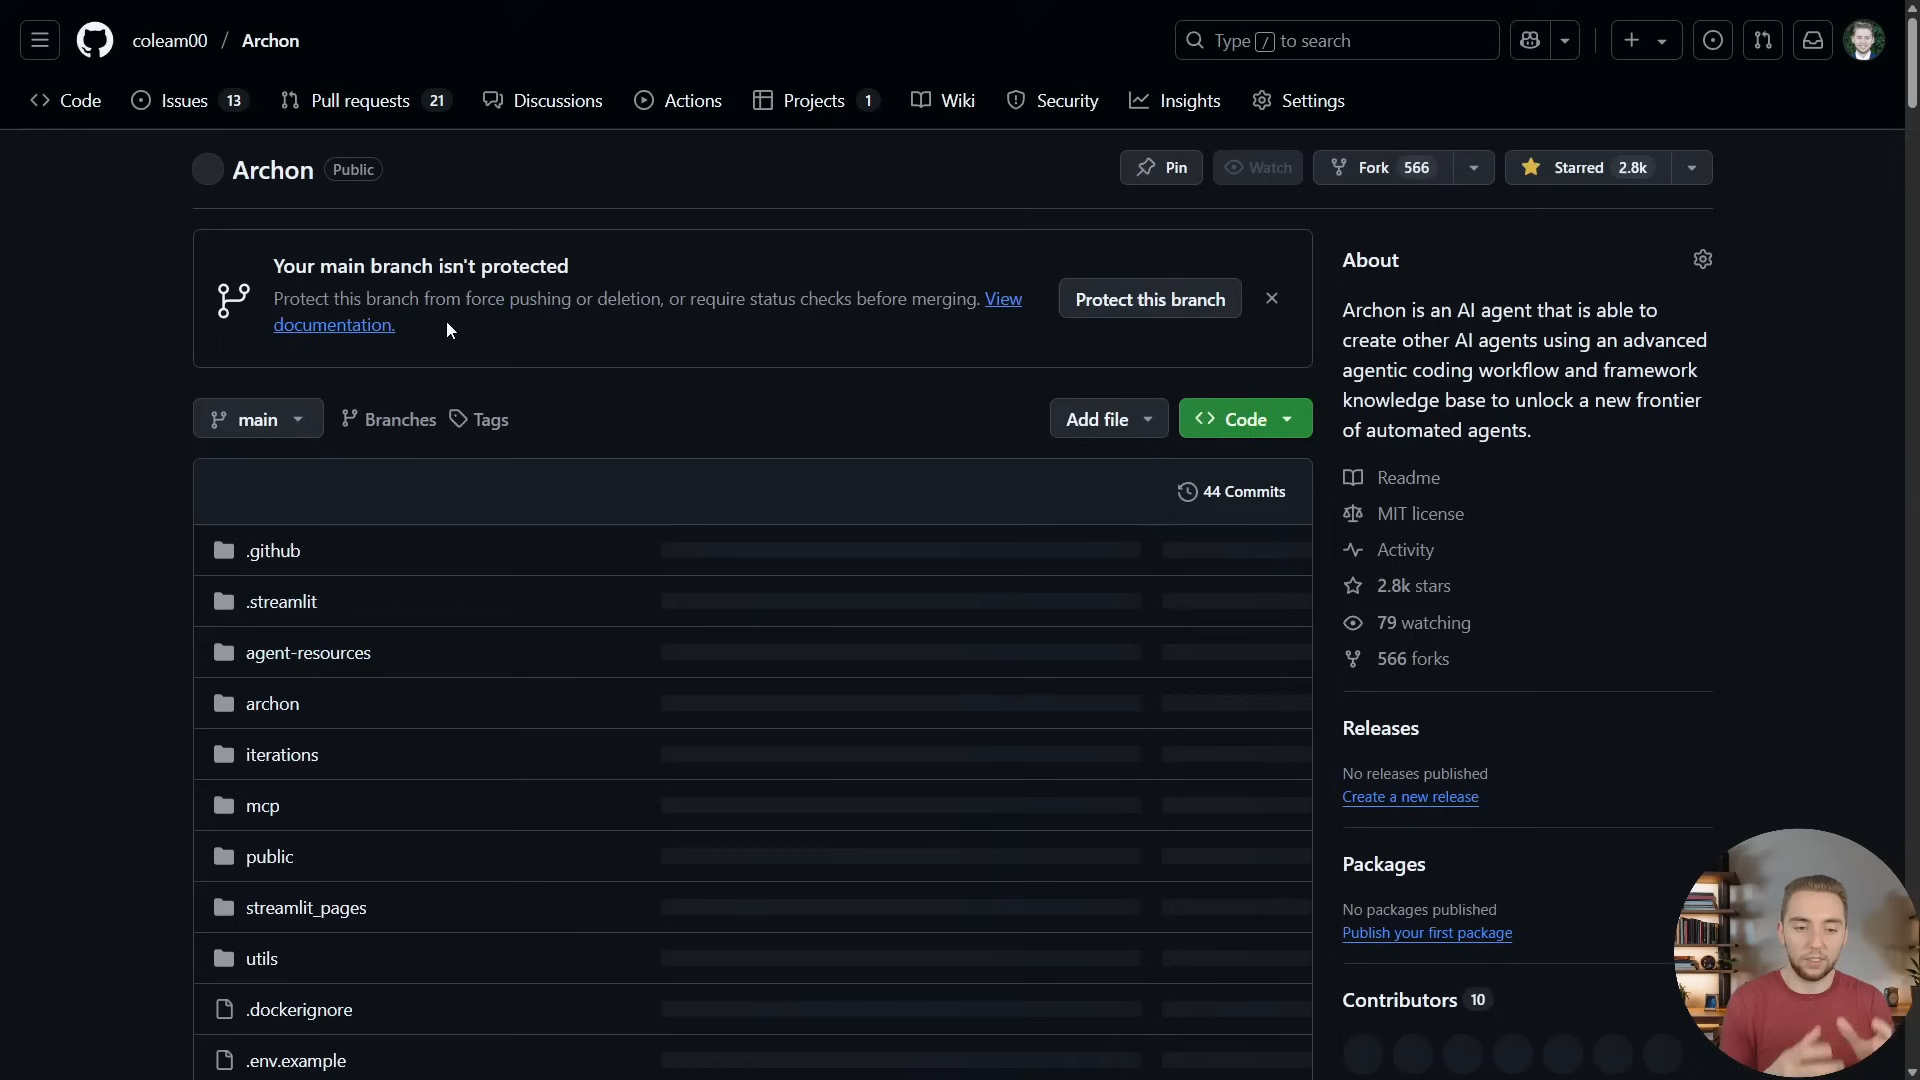 coleam00 / Archon
Type / to search
Code
Issues 13
Pull requests 21
Discussions
Actions
Projects 1
Wiki
Security
Insights
Settings
Archon Public
Pin
Watch
Fork 566
Starred 2.8k
Your main branch isn't protected
Protect this branch from force pushing or deletion, or require status checks before merging. View
documentation.
Protect this branch
main
Branches
Tags
Add file
Code
44 Commits
.github
.streamlit
agent-resources
archon
iterations
mcp
public
streamlit_pages
utils
.dockerignore
.env.example
About
Archon is an AI agent that is able to
create other AI agents using an advanced
agentic coding workflow and framework
knowledge base to unlock a new frontier
of automated agents.
Readme
MIT license
Activity
2.8k stars
79 watching
566 forks
Releases
No releases published
Create a new release
Packages
No packages published
Publish your first package
Contributors 10